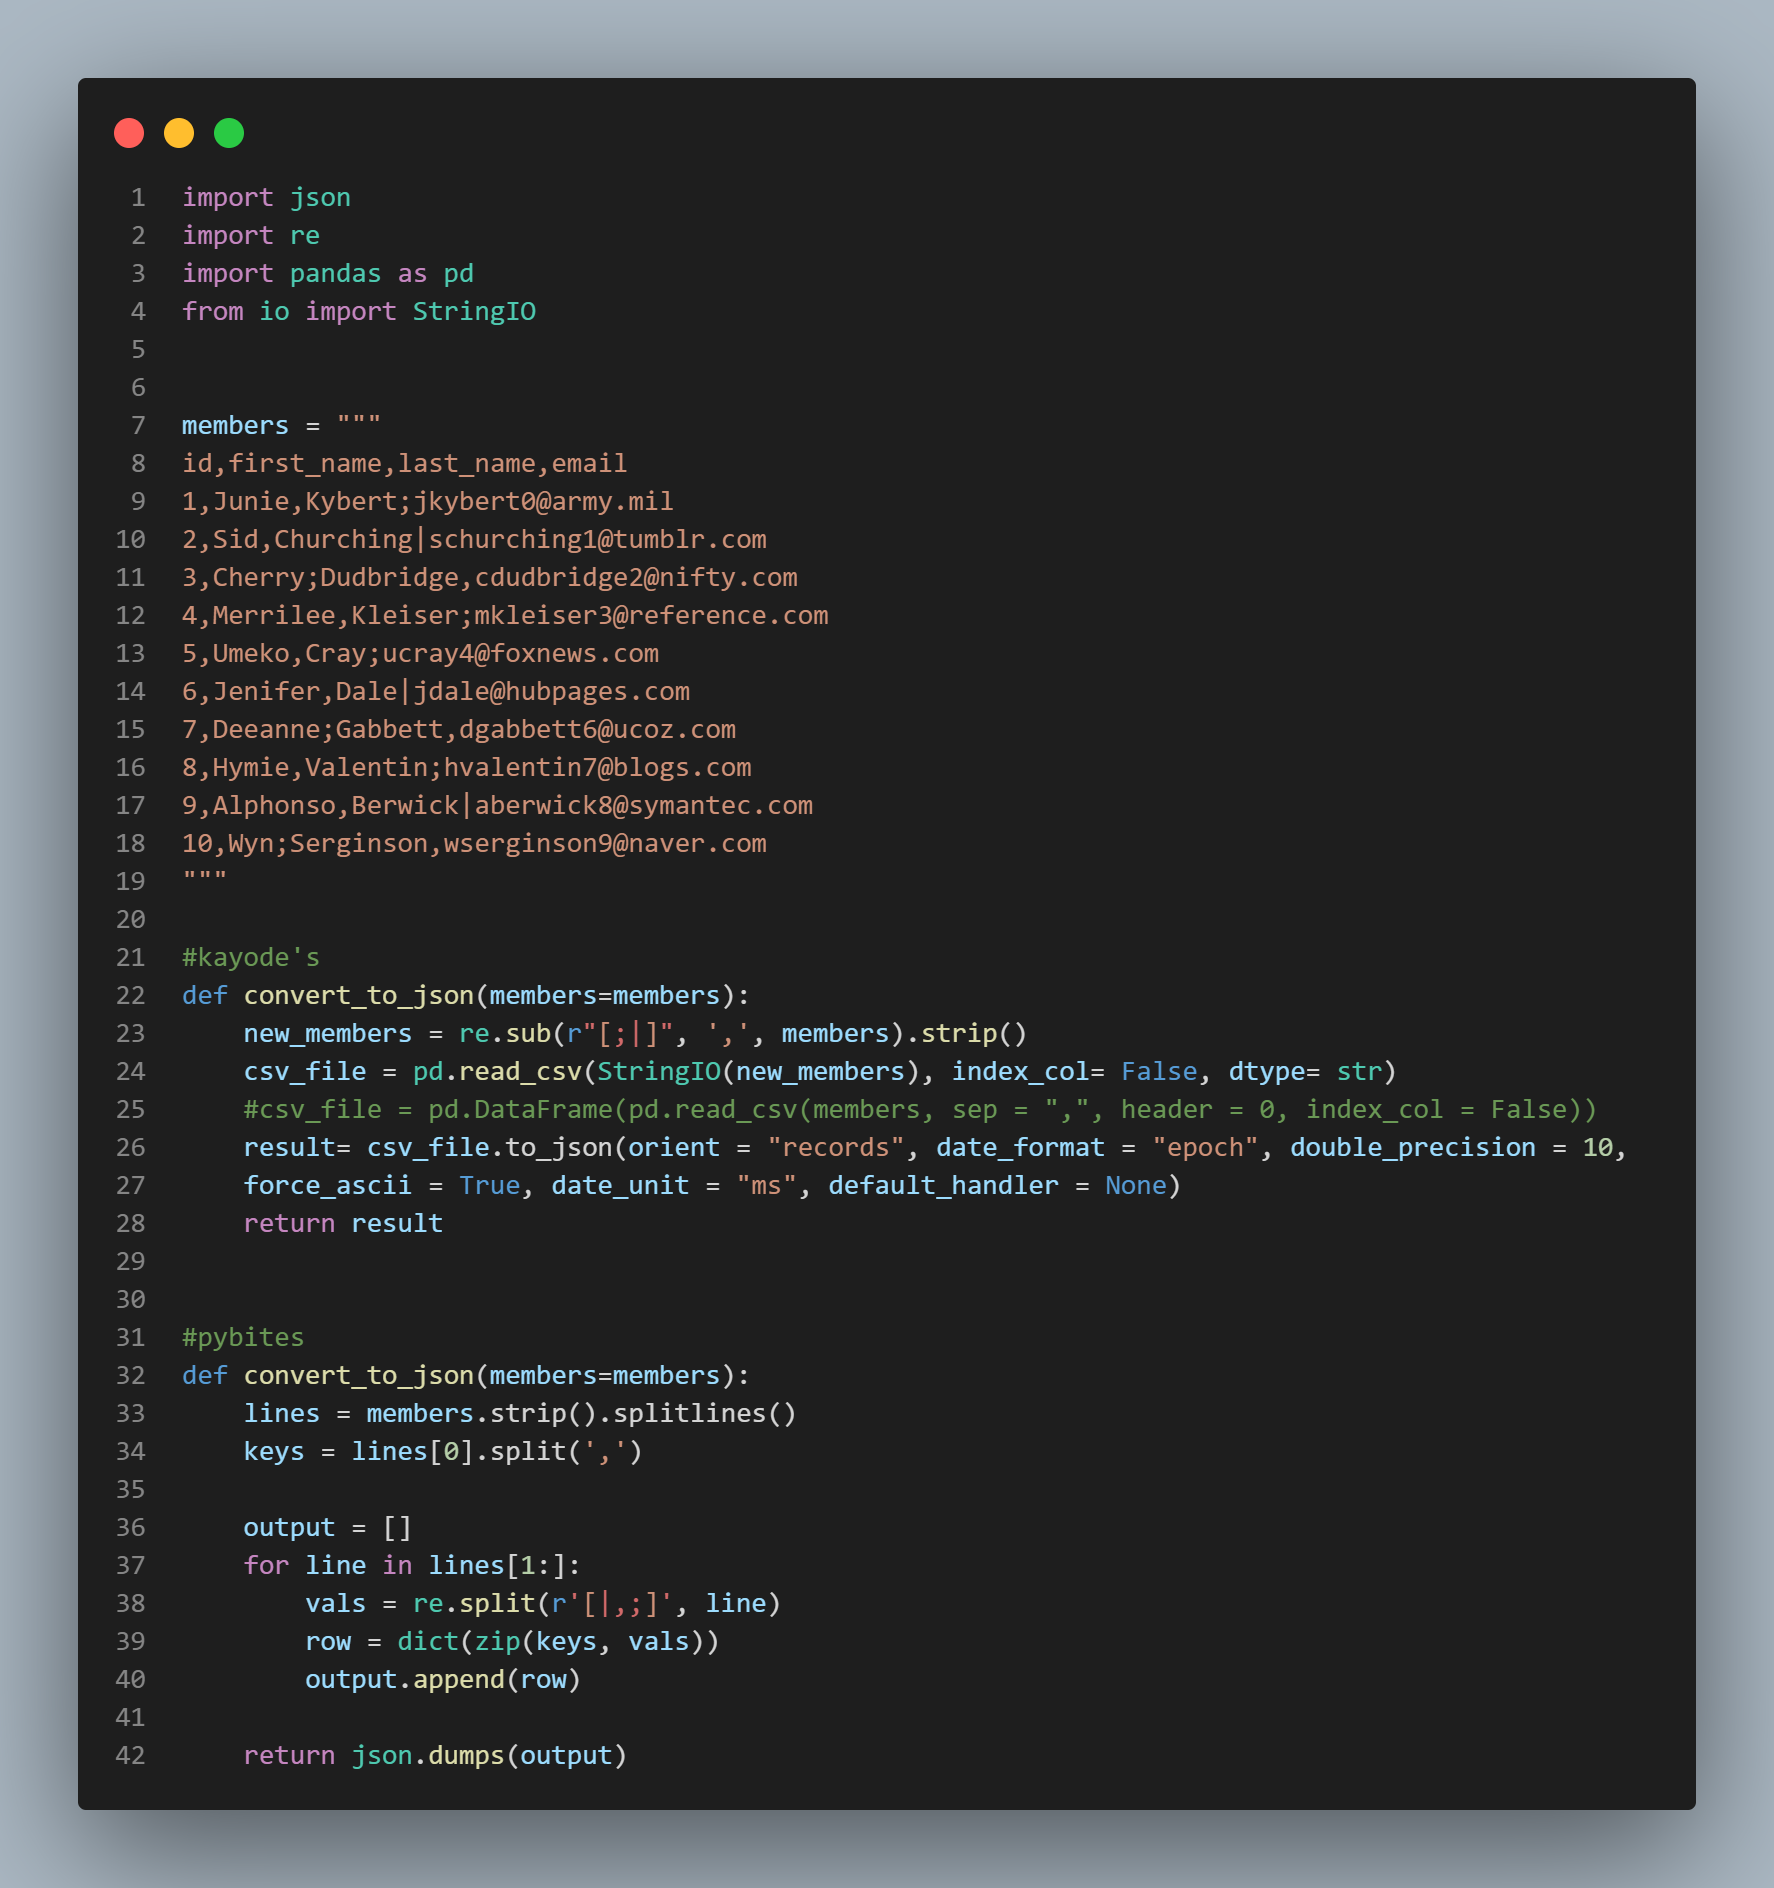 1 import json
2 import re
3 import pandas as pd
4 from io import StringIO
5
6
7 members = """
8 id,first_name,last_name,email
9 1,Junie,Kybert;jkybert0@army.mil
10 2,Sid,Churching|schurching1@tumblr.com
11 3,Cherry;Dudbridge,cdudbridge2@nifty.com
12 4,Merrilee,Kleiser;mkleiser3@reference.com
13 5,Umeko,Cray;ucray4@foxnews.com
14 6,Jenifer,Dale|jdale@hubpages.com
15 7,Deeanne;Gabbett,dgabbett6@ucoz.com
16 8,Hymie,Valentin;hvalentin7@blogs.com
17 9,Alphonso,Berwick|aberwick8@symantec.com
18 10,Wyn;Serginson,wserginson9@naver.com
19 """
20
21 #kayode's
22 def convert_to_json(members=members):
23     new_members = re.sub(r"[;|]", ',', members).strip()
24     csv_file = pd.read_csv(StringIO(new_members), index_col= False, dtype= str)
25     #csv_file = pd.DataFrame(pd.read_csv(members, sep = ",", header = 0, index_col = False))
26     result= csv_file.to_json(orient = "records", date_format = "epoch", double_precision = 10,
27     force_ascii = True, date_unit = "ms", default_handler = None)
28     return result
29
30
31 #pybites
32 def convert_to_json(members=members):
33     lines = members.strip().splitlines()
34     keys = lines[0].split(',')
35
36     output = []
37     for line in lines[1:]:
38         vals = re.split(r'[|,;]', line)
39         row = dict(zip(keys, vals))
40         output.append(row)
41
42     return json.dumps(output)